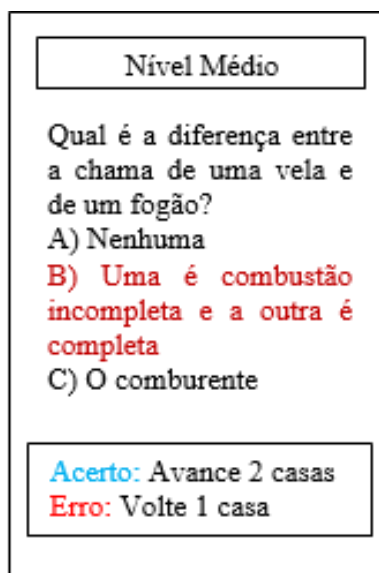 Nível Médio
Qual é a diferença entre
a chama de uma vela e
de um fogão?
A) Nenhuma
B) Uma é combustão
incompleta e a outra é
completa
C) O comburente
Acerto: Avance 2 casas
Erro: Volte 1 casa